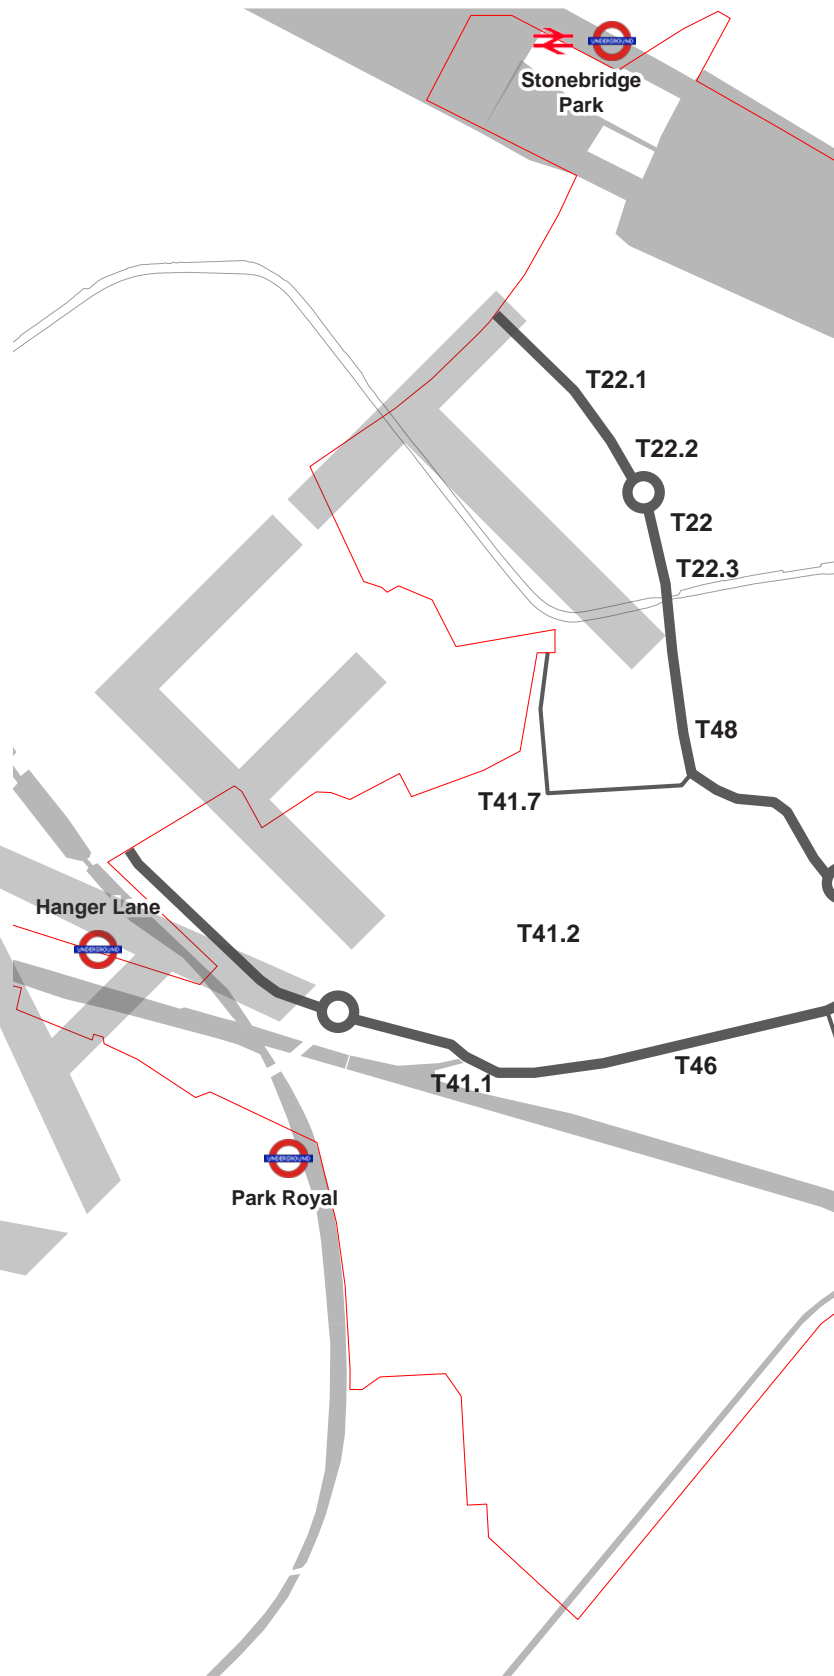 UNDERGROUND
Stonebridge
Park
T22.1
T22.2
T22
T22.3
T48
T41.7
Hanger Lane
UNDERGROUND
T41.2
T46
T41.1
UNDERGROUND
Park Royal